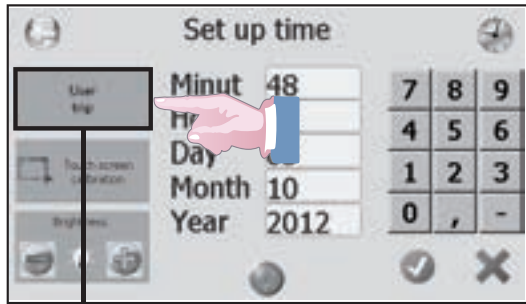 Set up time
User
trip
Minut 48
Day
Month 10
Year 2012
Touch screen
calibration
Brightness
7 8 9
4 5 6
1 2 3
0 , -